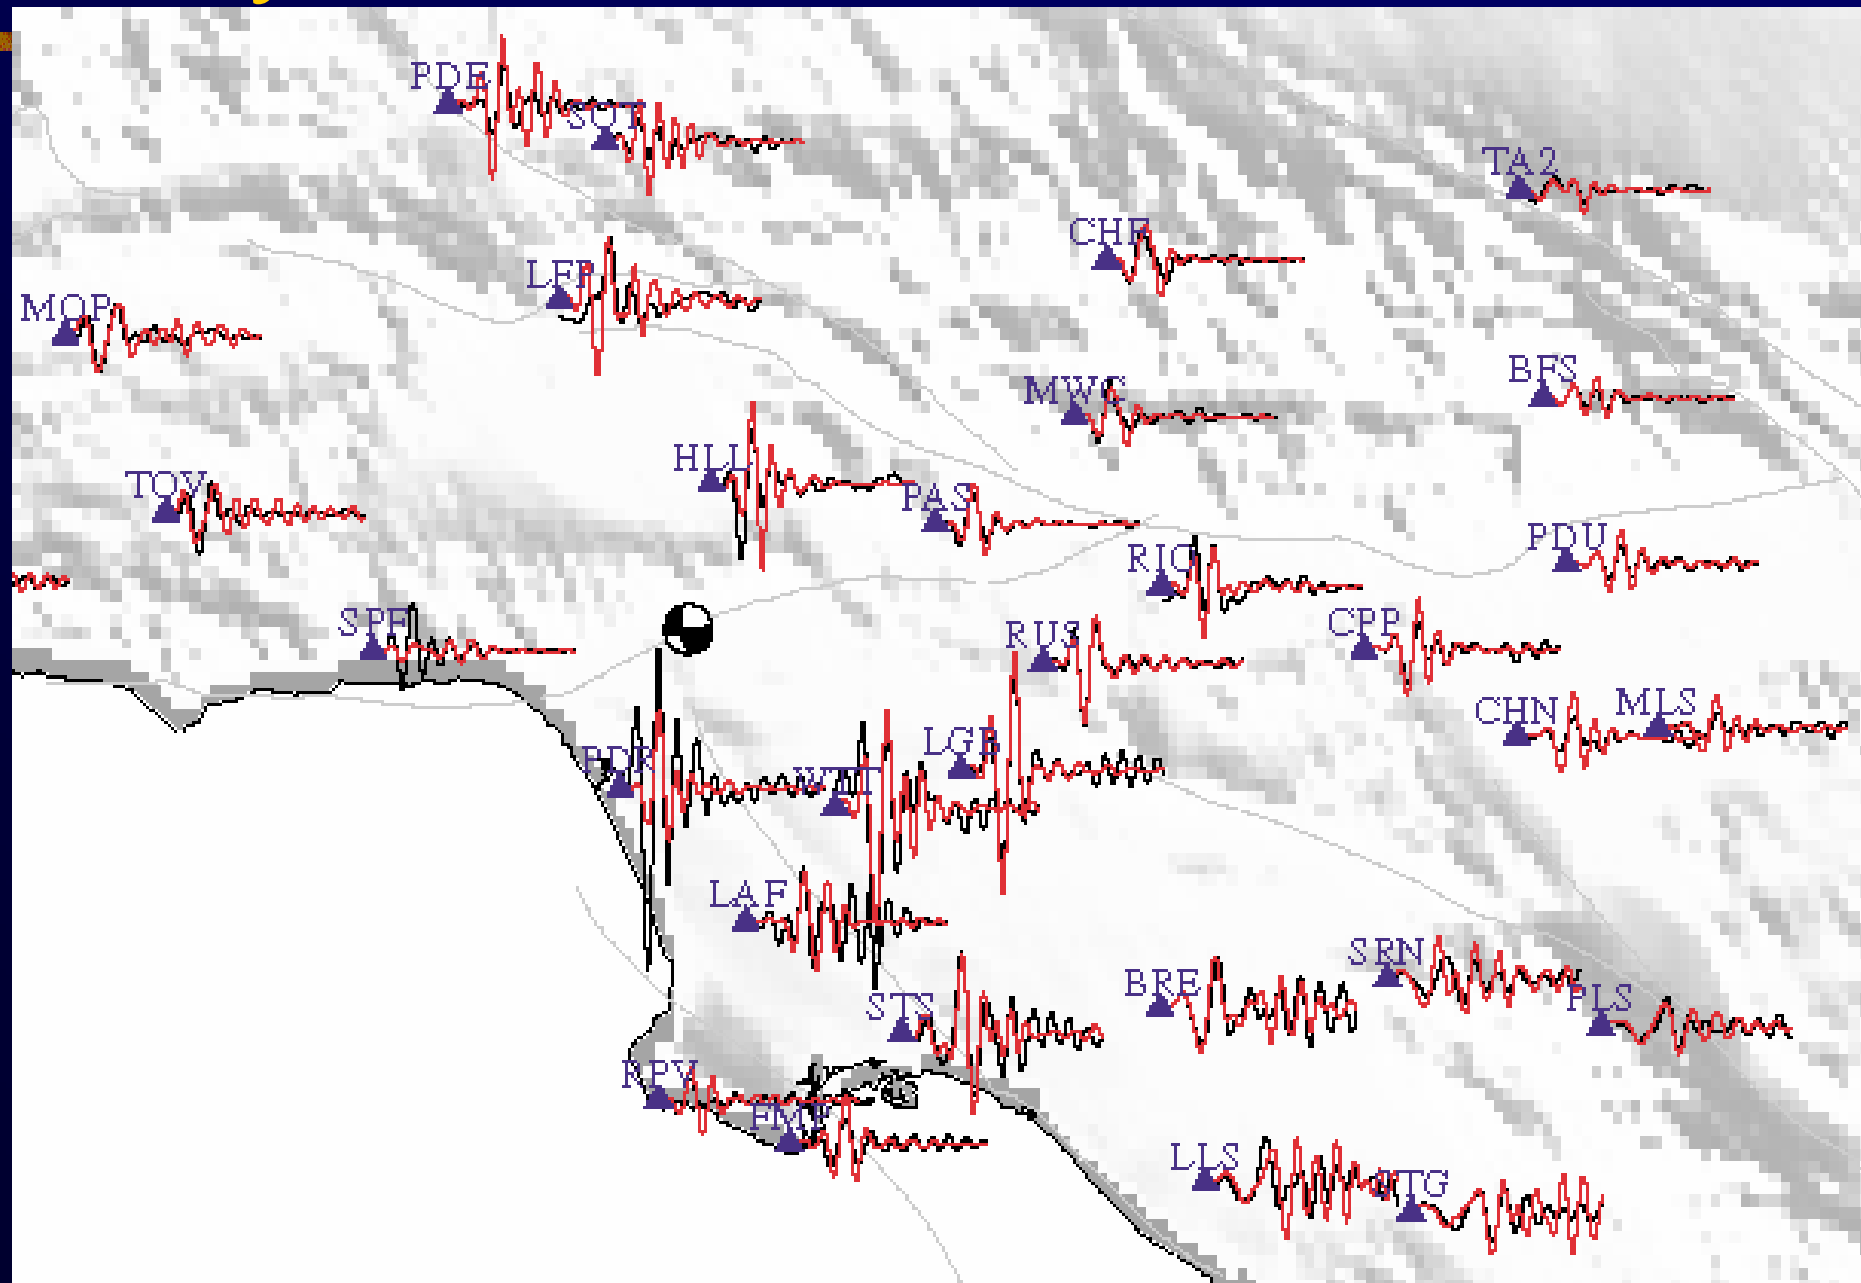 PDE
SOT
TA2
CHF
LFP
MOP
BFS
MWC
HLL
TOV
PAS
PDU
RIO
SPF
RUS
CPP
CHN
MLS
LGB
PDR
WTT
LAF
SRN
BRE
PLS
STS
RPV
FMP
LLS
STG